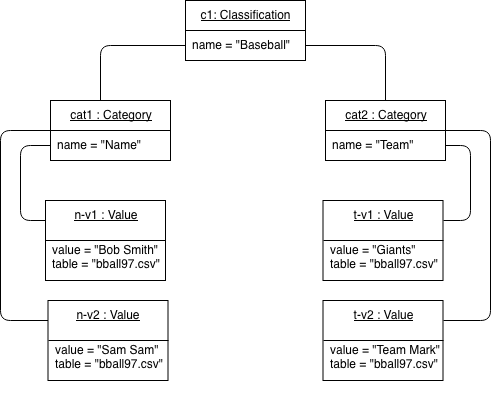 c1: Classification
name = "Baseball"
cat1 : Category
name = "Name"
cat2 : Category
name = "Team"
n-v1 : Value
value = "Bob Smith"
table = "bball97.csv"
t-v1 : Value
value = "Giants"
table = "bball97.csv"
n-v2 : Value
value = "Sam Sam"
table = "bball97.csv"
t-v2 : Value
value = "Team Mark"
table = "bball97.csv"